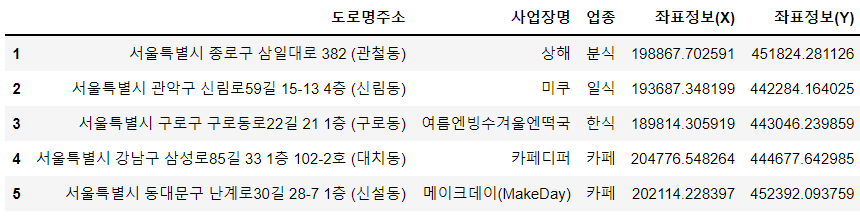 도로명주소 사업장명 업종 좌표정보(X) 좌표정보(Y)
1 서울특별시 종로구 삼일대로 382 (관철동) 상해 분식 198867.702591 451824.281126
2 서울특별시 관악구 신림로59길 15-13 4층 (신림동) 미쿠 일식 193687.348199 442284.164025
3 서울특별시 구로구 구로동로22길 21 1층 (구로동) 여름엔빙수겨울엔떡국 한식 189814.305919 443046.239859
4 서울특별시 강남구 삼성로85길 33 1층 102-2호 (대치동) 카페디퍼 카페 204776.548264 444677.642985
5 서울특별시 동대문구 난계로30길 28-7 1층 (신설동) 메이크데이(MakeDay) 카페 202114.228397 452392.093759